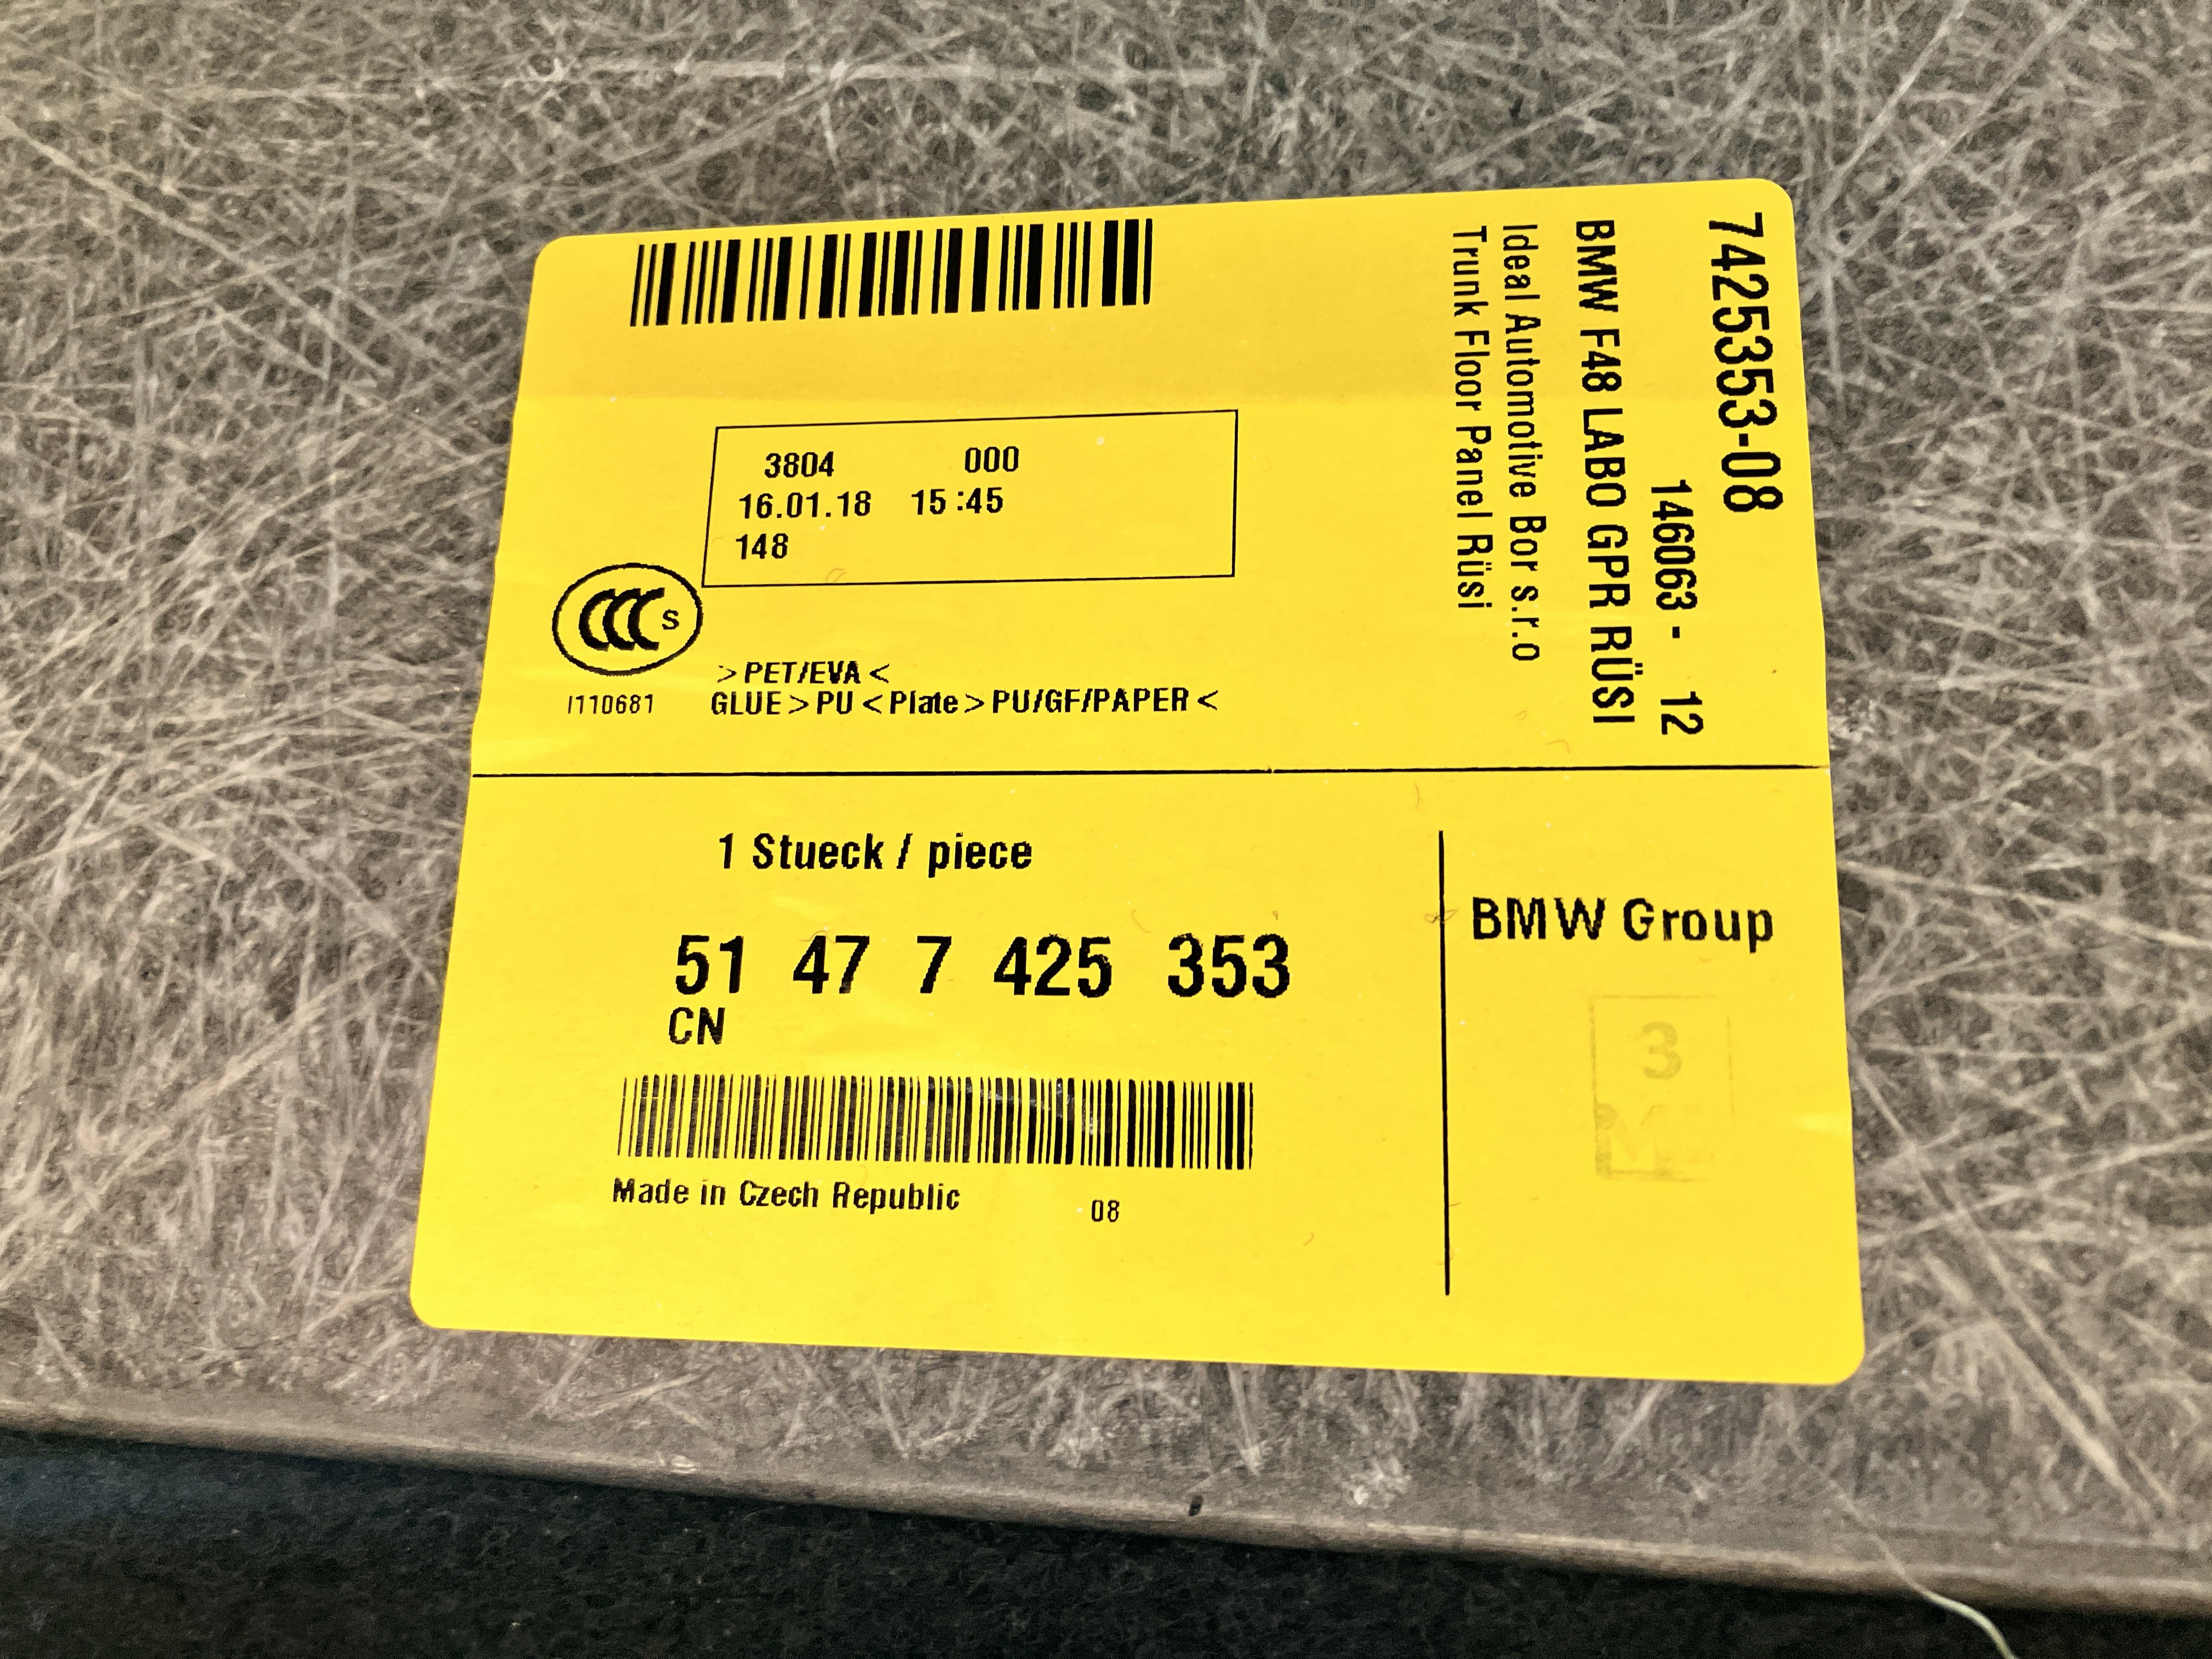 3804 000
16.01.18 15:45
148
CCC S
I110681
>PET/EVA<
GLUE>PU<Plate>PU/GF/PAPER<
7425353-08
146063 - 12
BMW F48 LABO GPR RÜSI
Ideal Automotive Bor s.r.o
Trunk Floor Panel Rüsi
1 Stueck / piece
51 47 7 425 353
CN
Made in Czech Republic 08
BMW Group
3